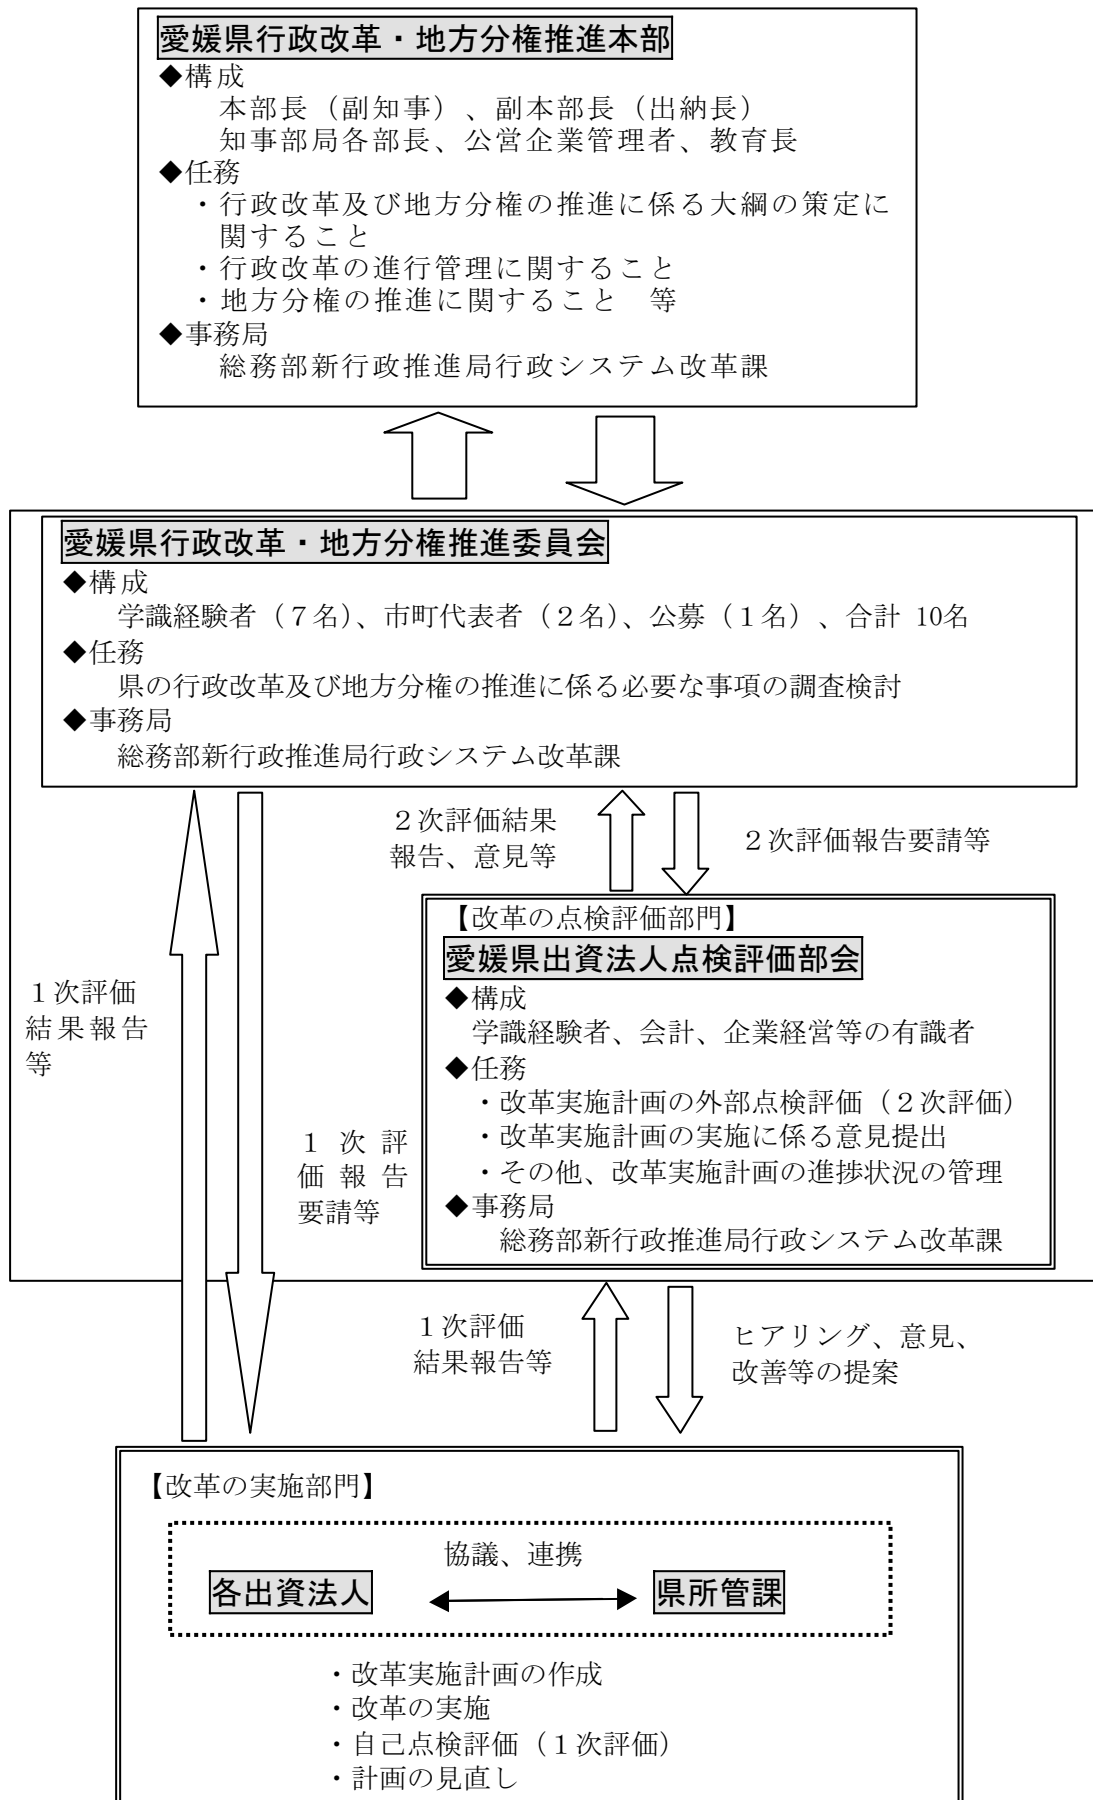 愛媛県行政改革・地方分権推進本部
◆構成
本部長（副知事）、副本部長（出納長）
知事部局各部長、公営企業管理者、教育長
◆任務
・行政改革及び地方分権の推進に係る大綱の策定に
関すること
・行政改革の進行管理に関すること
・地方分権の推進に関すること　等
◆事務局
総務部新行政推進局行政システム改革課
愛媛県行政改革・地方分権推進委員会
◆構成
学識経験者（７名）、市町代表者（２名）、公募（１名）、合計 10名
◆任務
県の行政改革及び地方分権の推進に係る必要な事項の調査検討
◆事務局
総務部新行政推進局行政システム改革課
２次評価結果
報告、意見等
２次評価報告要請等
１次評価
結果報告
等
１次評
価報告
要請等
【改革の点検評価部門】
愛媛県出資法人点検評価部会
◆構成
学識経験者、会計、企業経営等の有識者
◆任務
・改革実施計画の外部点検評価（２次評価）
・改革実施計画の実施に係る意見提出
・その他、改革実施計画の進捗状況の管理
◆事務局
総務部新行政推進局行政システム改革課
１次評価
結果報告等
ヒアリング、意見、
改善等の提案
【改革の実施部門】
協議、連携
各出資法人
県所管課
・改革実施計画の作成
・改革の実施
・自己点検評価（１次評価）
・計画の見直し